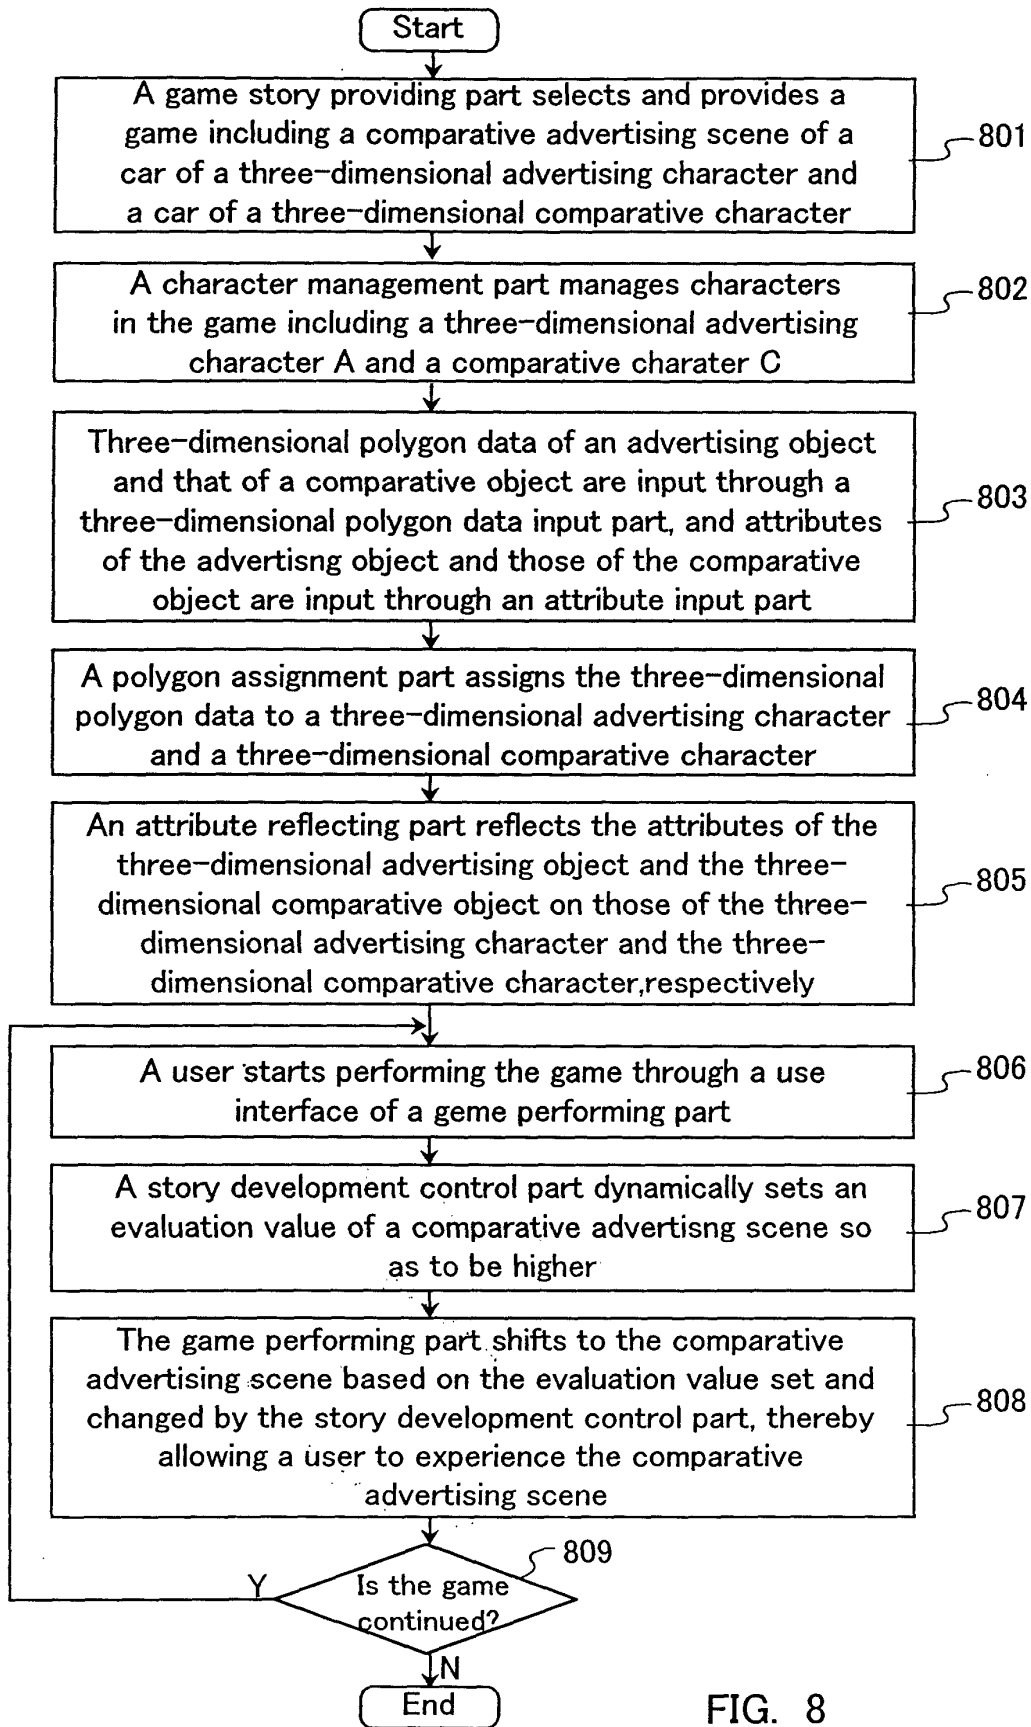 Start
A game story providing part selects and provides a
game including a comparative advertising scene of a
car of a three-dimensional advertising character and
a car of a three-dimensional comparative character
801
A character management part manages characters
in the game including a three-dimensional advertising
character A and a comparative charater C
802
Three-dimensional polygon data of an advertising object
and that of a comparative object are input through a
three-dimensional polygon data input part, and attributes
of the advertisng object and those of the comparative
object are input through an attribute input part
803
A polygon assignment part assigns the three-dimensional
polygon data to a three-dimensional advertising character
and a three-dimensional comparative character
804
An attribute reflecting part reflects the attributes of the
three-dimensional advertising object and the three-
dimensional comparative object on those of the three-
dimensional advertising character and the three-
dimensional comparative character,respectively
805
A user starts performing the game through a use
interface of a geme performing part
806
A story development control part dynamically sets an
evaluation value of a comparative advertisng scene so
as to be higher
807
The game performing part shifts to the comparative
advertising scene based on the evaluation value set and
changed by the story development control part, thereby
allowing a user to experience the comparative
advertising scene
808
809
Y
Is the game
continued?
N
End
FIG. 8